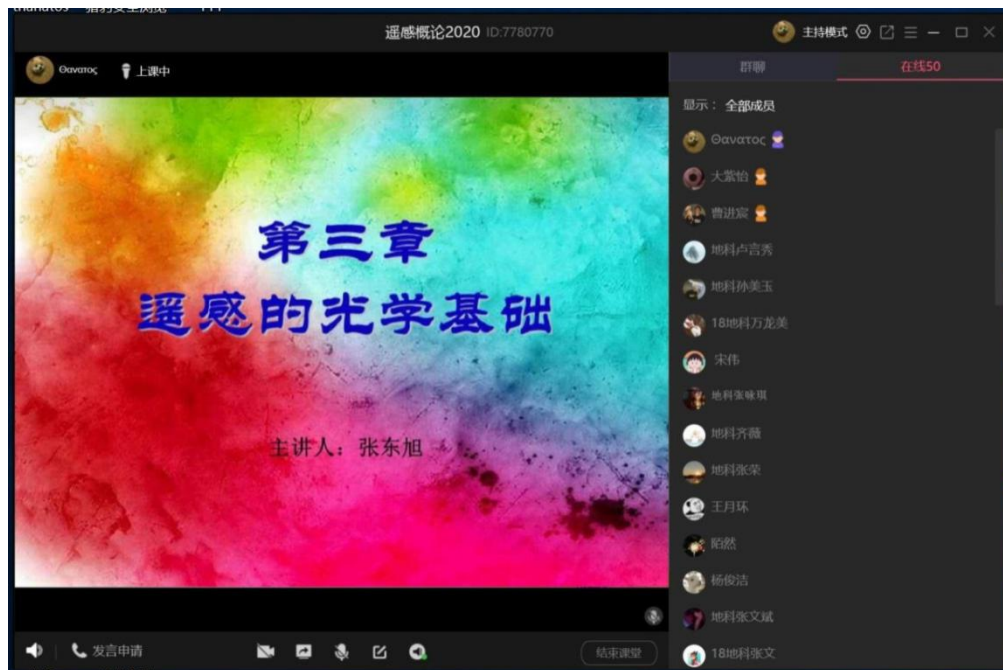 遥感概论2020 ID:7780770
主持模式
Θανατος 上课中
群聊
在线50
显示： 全部成员
第三章
遥感的光学基础
主讲人：张东旭
Θανατος
大紫怡
曹进宸
地科卢言秀
地科孙美玉
18地科万龙美
宋伟
地科张咏琪
地科齐薇
地科张荣
王月环
陌然
杨俊洁
地科张文斌
18地科张文
发言申请
结束课堂